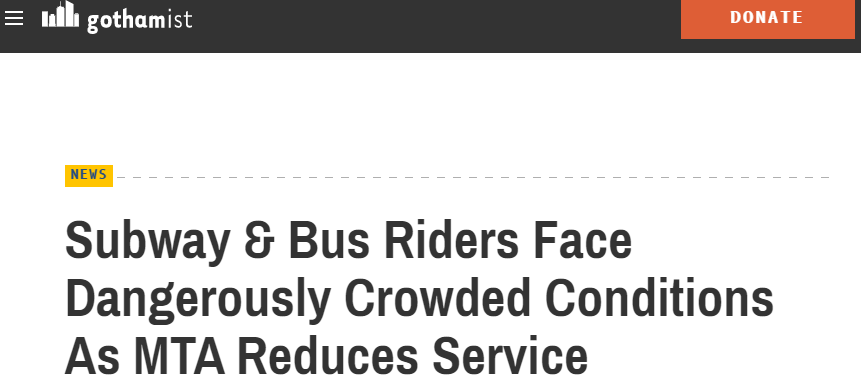 gothamist
DONATE
NEWS
Subway & Bus Riders Face
Dangerously Crowded Conditions
As MTA Reduces Service